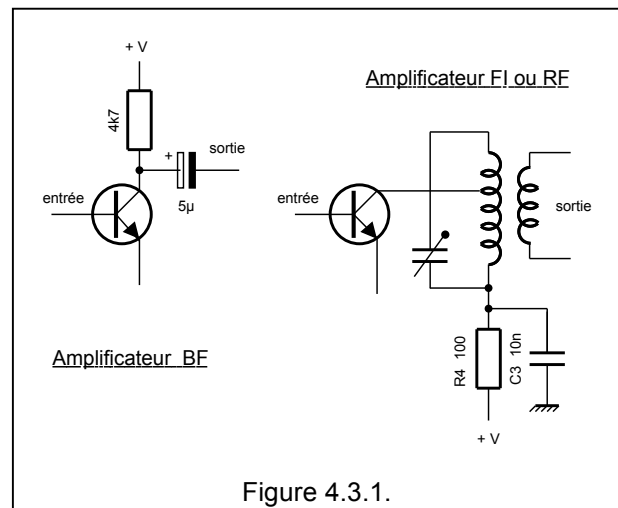 + V
4k7
+
sortie
entrée
5µ
Amplificateur BF
Amplificateur FI ou RF
entrée
sortie
R4 100
C3 10n
+ V
Figure 4.3.1.